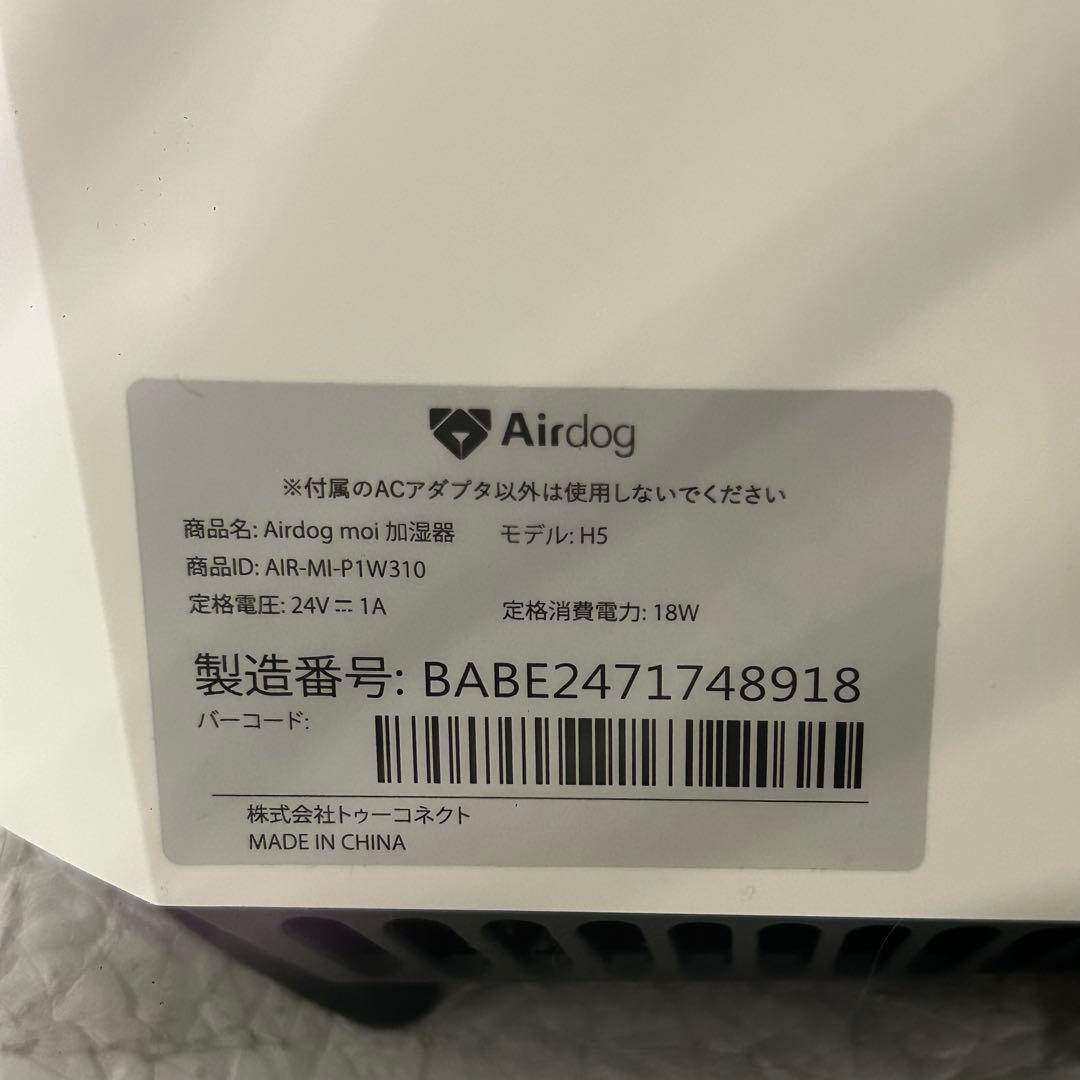 Airdog
※付属のACアダプタ以外は使用しないでください
商品名: Airdog moi 加湿器 モデル: H5
商品ID: AIR-MI-P1W310
定格電圧: 24V⎓1A 定格消費電力: 18W
製造番号: BABE2471748918
バーコード:
株式会社トゥーコネクト
MADE IN CHINA